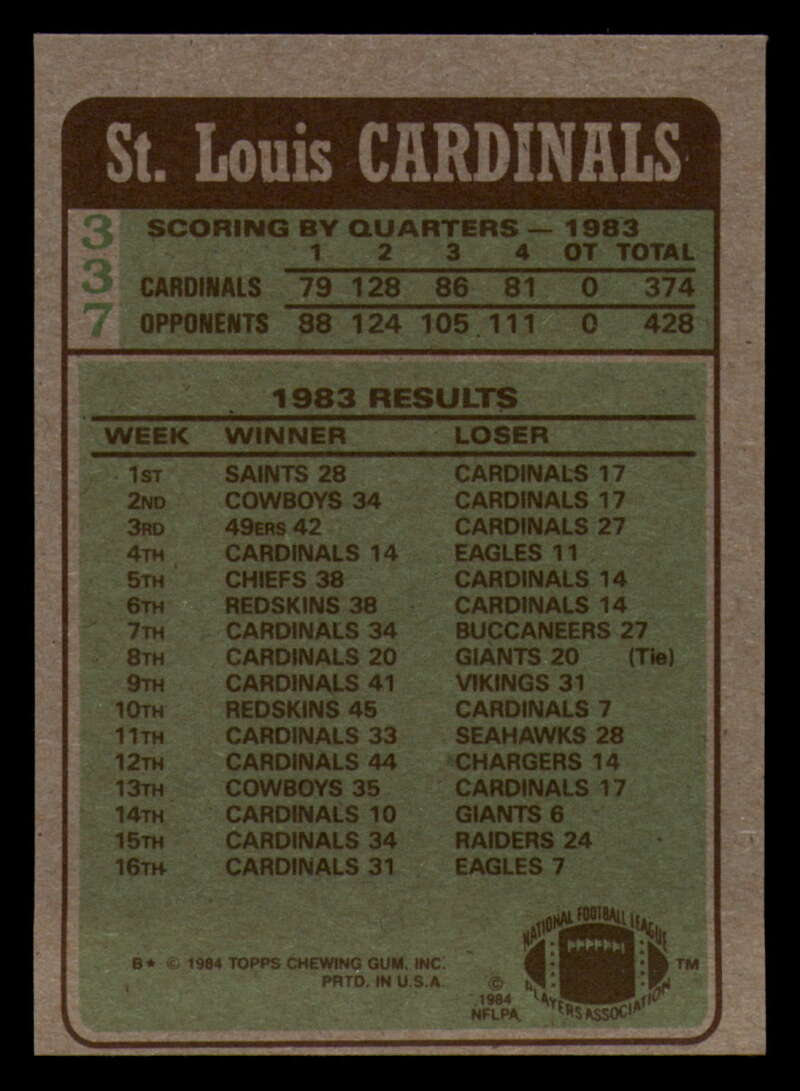 St. Louis CARDINALS
337
SCORING BY QUARTERS — 1983
1 2 3 4 OT TOTAL
CARDINALS 79 128 86 81 0 374
OPPONENTS 88 124 105 111 0 428
1983 RESULTS
WEEK WINNER LOSER
1ST SAINTS 28 CARDINALS 17
2ND COWBOYS 34 CARDINALS 17
3RD 49ERS 42 CARDINALS 27
4TH CARDINALS 14 EAGLES 11
5TH CHIEFS 38 CARDINALS 14
6TH REDSKINS 38 CARDINALS 14
7TH CARDINALS 34 BUCCANEERS 27
8TH CARDINALS 20 GIANTS 20 (Tie)
9TH CARDINALS 41 VIKINGS 31
10TH REDSKINS 45 CARDINALS 7
11TH CARDINALS 33 SEAHAWKS 28
12TH CARDINALS 44 CHARGERS 14
13TH COWBOYS 35 CARDINALS 17
14TH CARDINALS 10 GIANTS 6
15TH CARDINALS 34 RAIDERS 24
16TH CARDINALS 31 EAGLES 7
B★ © 1984 TOPPS CHEWING GUM, INC.
PRTD. IN U.S.A.
© 1984 NFLPA
NATIONAL FOOTBALL LEAGUE
PLAYERS ASSOCIATION
TM